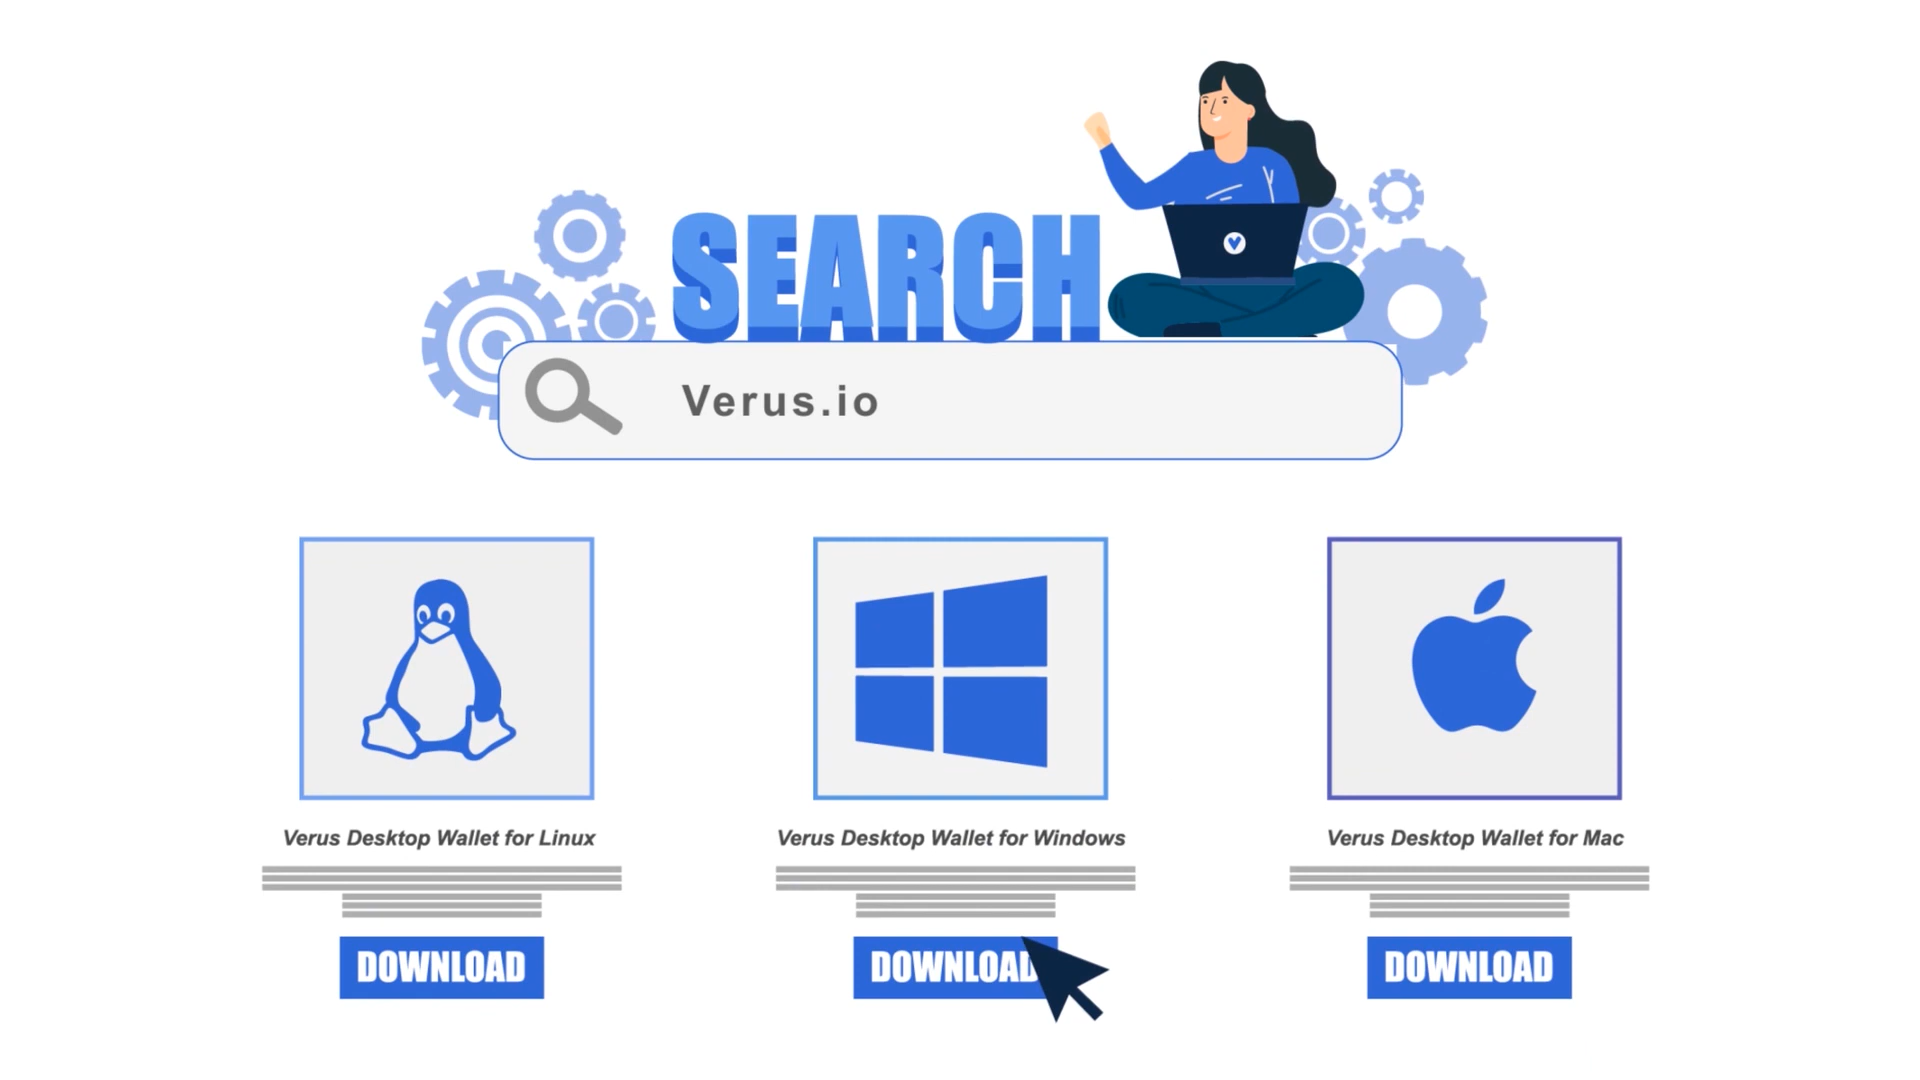 SEARCH
Verus.io
Verus Desktop Wallet for Linux
Verus Desktop Wallet for Windows
Verus Desktop Wallet for Mac
DOWNLOAD
DOWNLOAD
DOWNLOAD